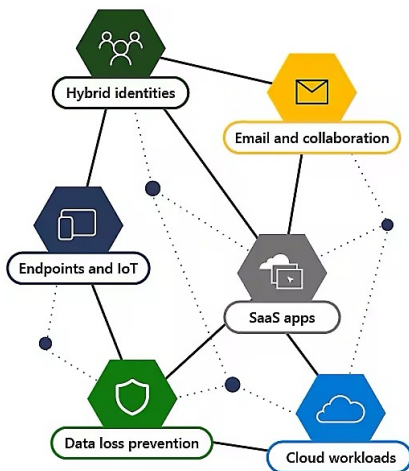 Hybrid identities
Email and collaboration
Endpoints and IoT
SaaS apps
Data loss prevention
Cloud workloads